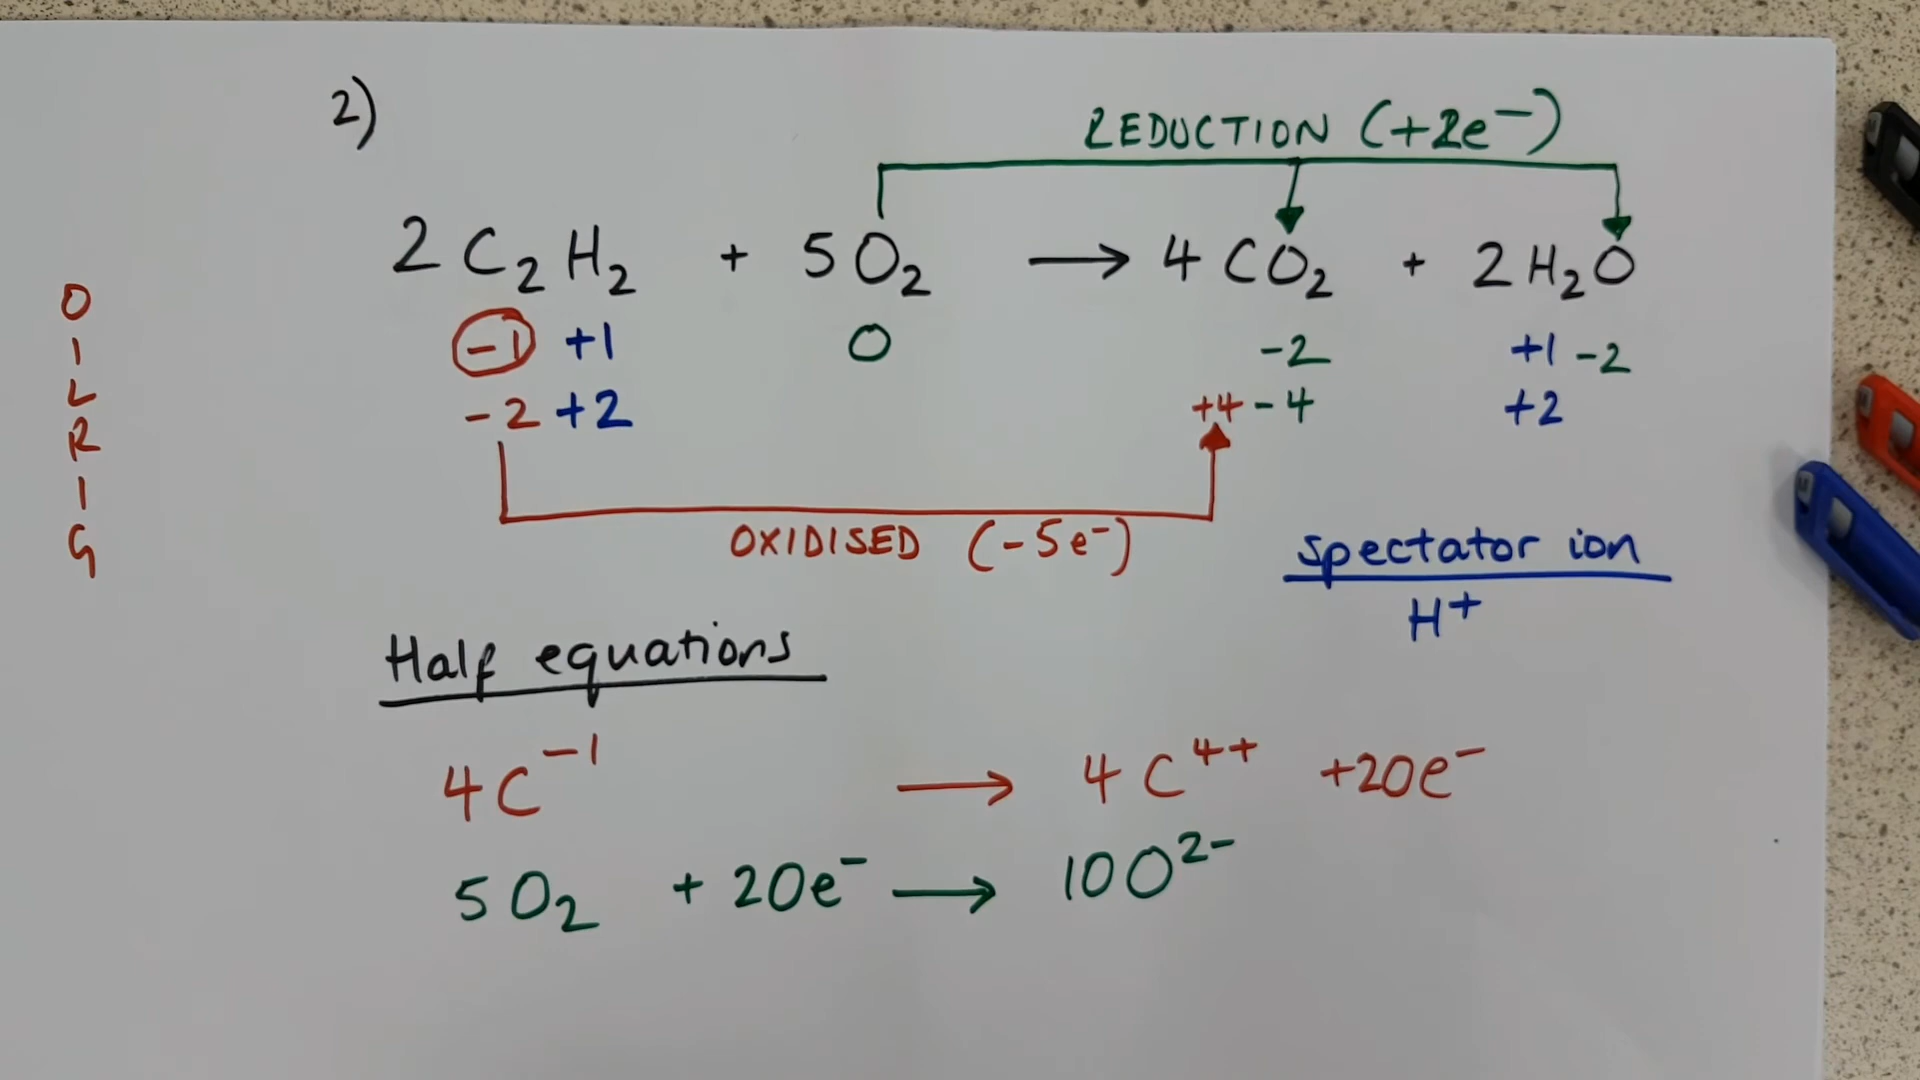 2)
REDUCTION (+2e⁻)
2C₂H₂ + 5O₂ → 4CO₂ + 2H₂O
-1 +1 0 -2 +1 -2
-2 +2 +4 -4 +2
OXIDISED (-5e⁻)
O
I
L
R
I
G
spectator ion
H⁺
Half equations
4C⁻¹ → 4C⁴⁺ +20e⁻
5O₂ + 20e⁻ → 10O²⁻